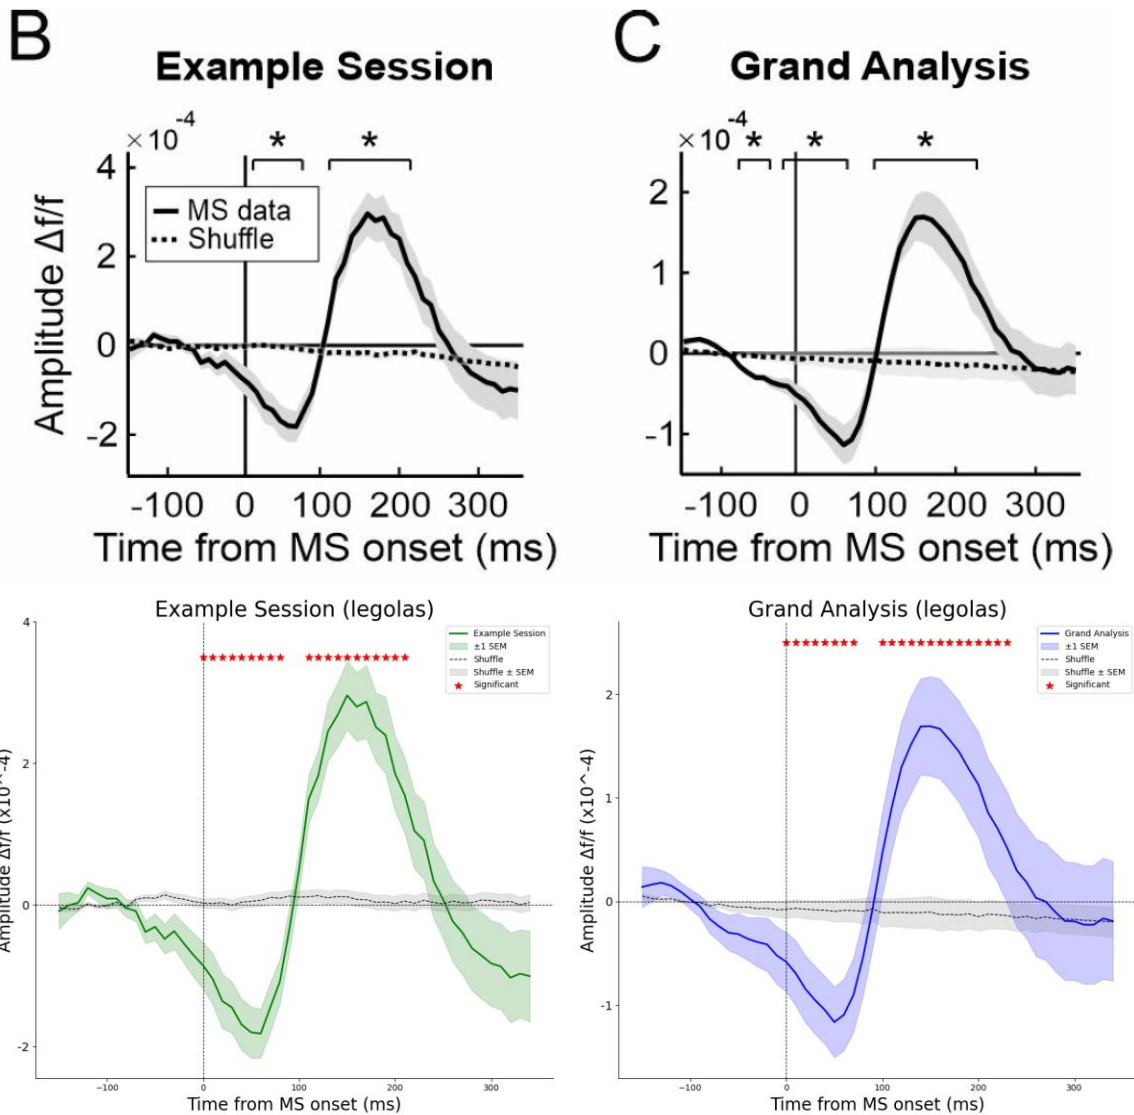 B
Example Session
×10-4
4
2
0
-2
Amplitude Δf/f
* *
MS data
Shuffle
-100 0 100 200 300
Time from MS onset (ms)
C
Grand Analysis
×10-4
2
1
0
-1
* * *
-100 0 100 200 300
Time from MS onset (ms)
Example Session (legolas)
4
2
0
-2
Amplitude Δf/f (x10^-4)
Example Session
±1 SEM
Shuffle
Shuffle ± SEM
Significant
−100 0 100 200 300
Time from MS onset (ms)
Grand Analysis (legolas)
2
1
0
-1
Amplitude Δf/f (x10^-4)
Grand Analysis
±1 SEM
Shuffle
Shuffle ± SEM
Significant
−100 0 100 200 300
Time from MS onset (ms)